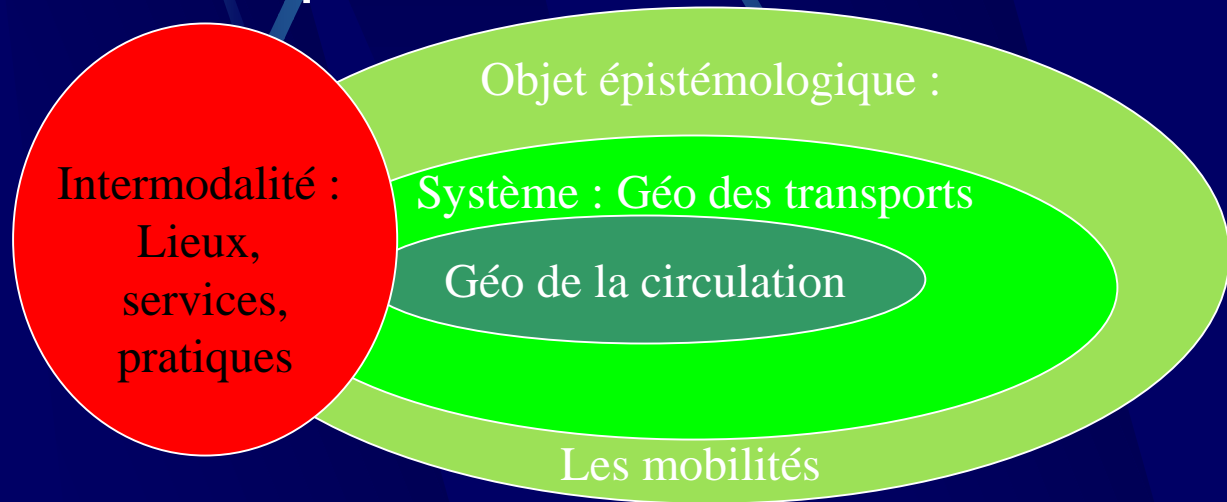 Objet épistémologique :
Intermodalité :
Lieux,
services,
pratiques
Système : Géo des transports
Géo de la circulation
Les mobilités